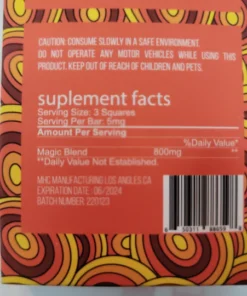 CAUTION: CONSUME SLOWLY IN A SAFE ENVIRONMENT.
DO NOT OPERATE ANY MOTOR VEHICLES WHILE USING THIS
PRODUCT. KEEP OUT OF REACH OF CHILDREN AND PETS.
suplement facts
Serving Size: 3 Squares
Serving Per Bar: 5mg
Amount Per Serving
%Daily Value*
Magic Blend 800mg **
**Daily Value Not Established.
MHC MANUFACTURING LOS ANGLES CA
EXPIRATION DATE: 06/2024
BATCH NUMBER: 220123